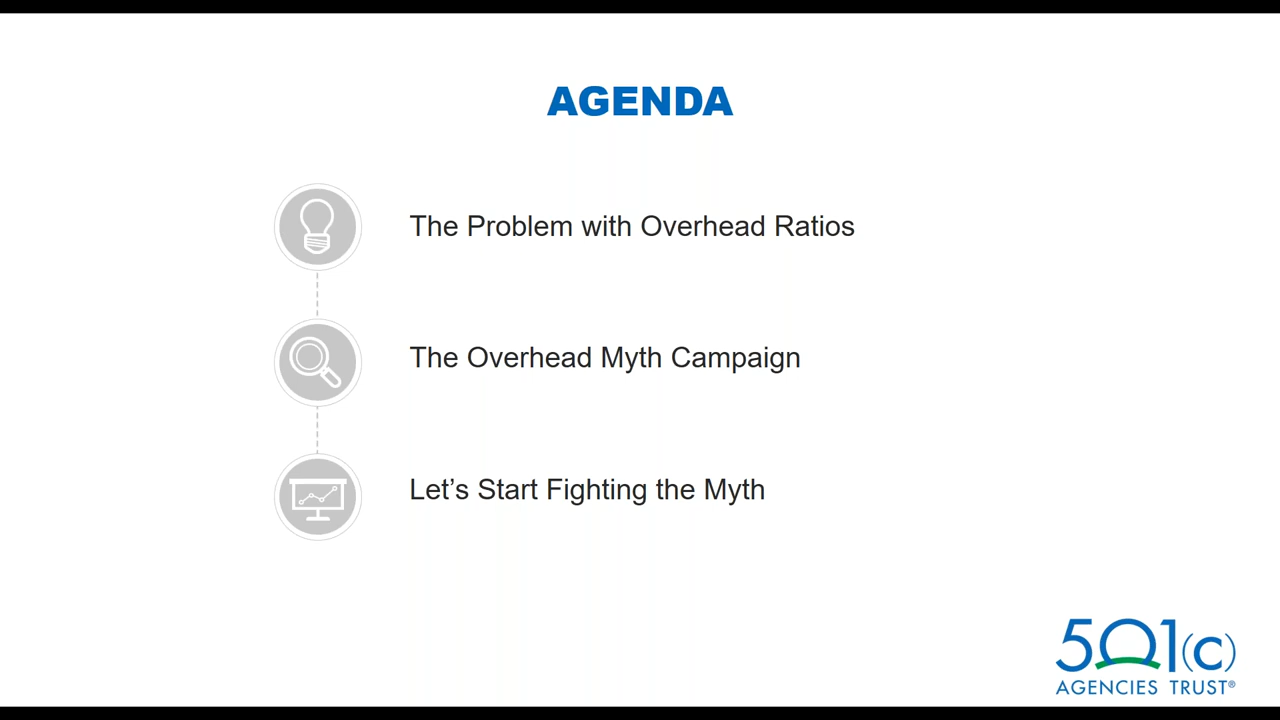 AGENDA
The Problem with Overhead Ratios
The Overhead Myth Campaign
Let’s Start Fighting the Myth
501(c)
AGENCIES TRUST®